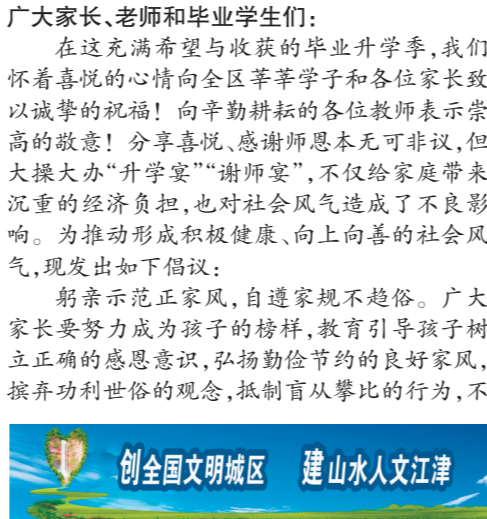 广大家长、老师和毕业学生们：
在这充满希望与收获的毕业升学季，我们
怀着喜悦的心情向全区莘莘学子和各位家长致
以诚挚的祝福！向辛勤耕耘的各位教师表示崇
高的敬意！分享喜悦、感谢师恩本无可非议，但
大操大办“升学宴”“谢师宴”，不仅给家庭带来
沉重的经济负担，也对社会风气造成了不良影
响。为推动形成积极健康、向上向善的社会风
气，现发出如下倡议：
躬亲示范正家风，自遵家规不趋俗。广大
家长要努力成为孩子的榜样，教育引导孩子树
立正确的感恩意识，弘扬勤俭节约的良好家风，
摈弃功利世俗的观念，抵制盲从攀比的行为，不
创全国文明城区 建山水人文江津